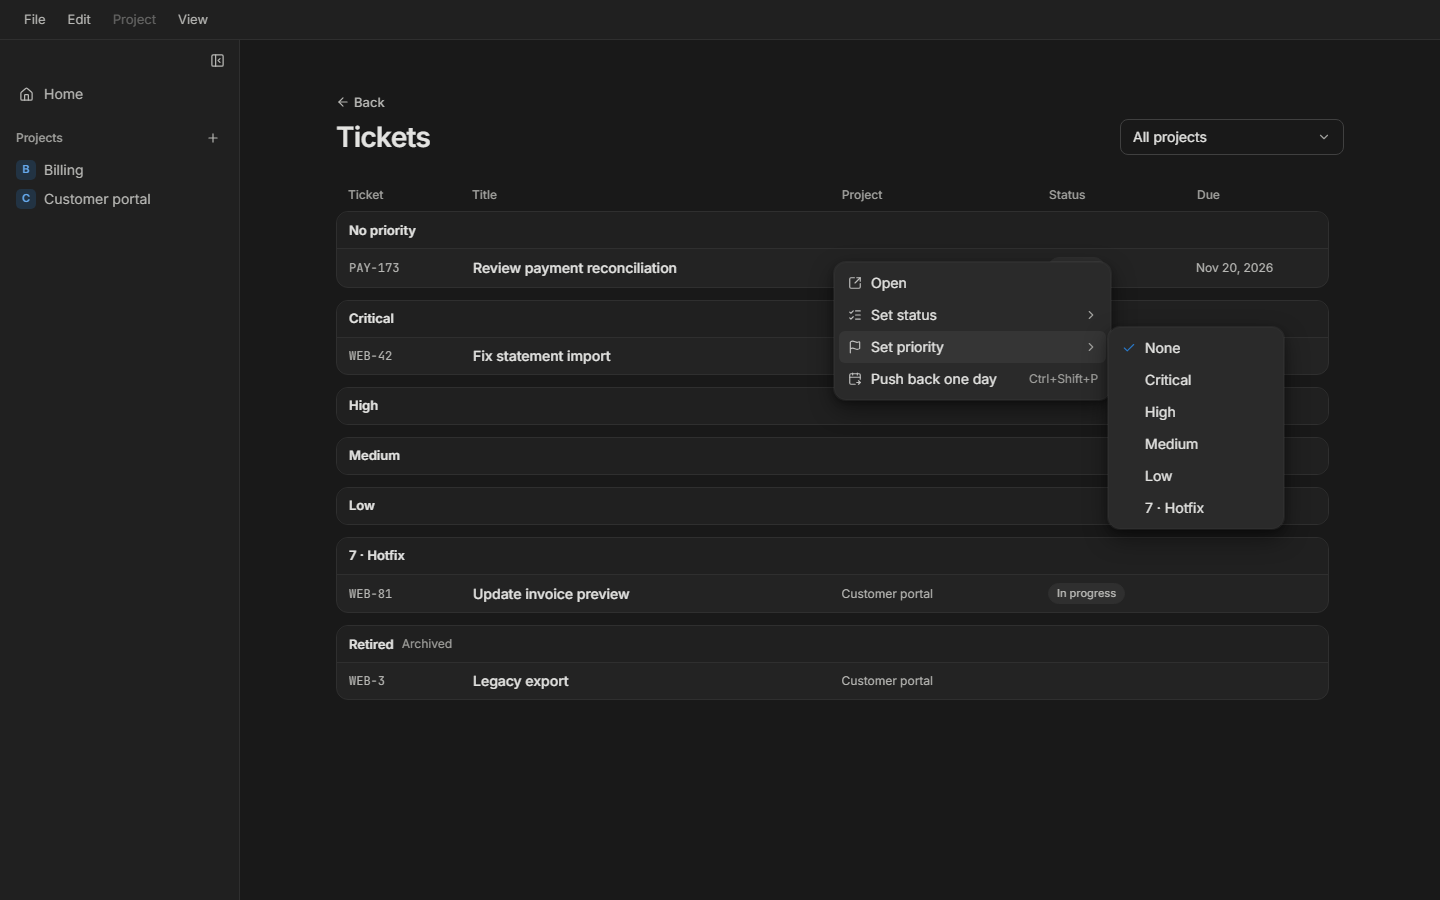 File Edit Project View
Home
Projects
B Billing
C Customer portal
Back
Tickets
All projects
Ticket Title Project Status Due
No priority
PAY-173 Review payment reconciliation Nov 20, 2026
Critical
WEB-42 Fix statement import
High
Medium
Low
7 · Hotfix
WEB-81 Update invoice preview Customer portal In progress
Retired Archived
WEB-3 Legacy export Customer portal
Open
Set status
Set priority
Push back one day Ctrl+Shift+P
None
Critical
High
Medium
Low
7 · Hotfix